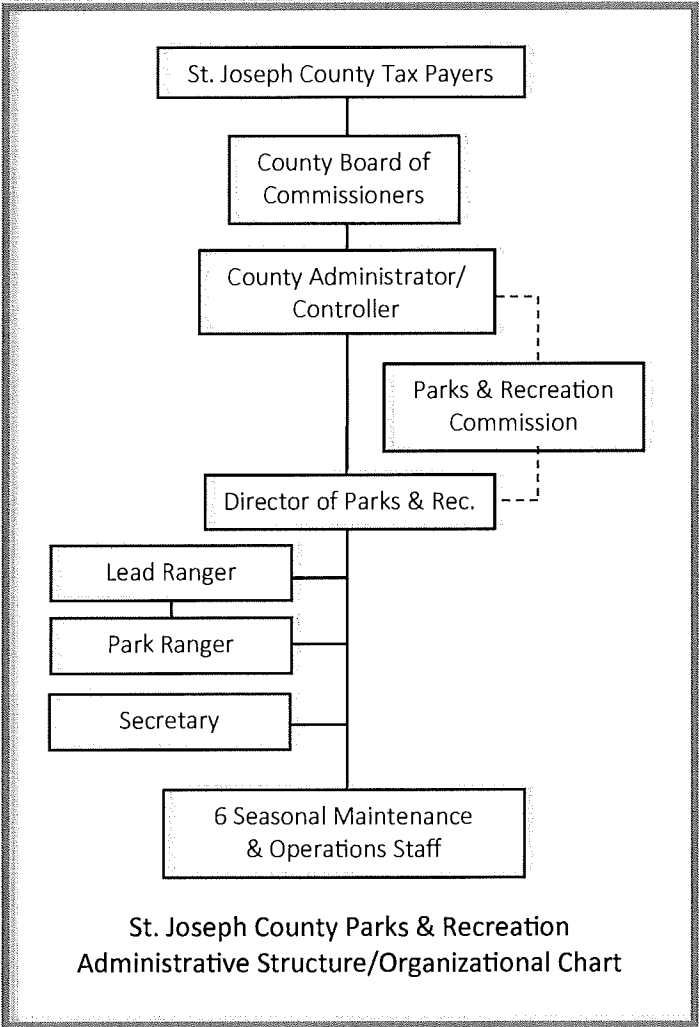 St. Joseph County Tax Payers
County Board of
Commissioners
County Administrator/
Controller
Parks & Recreation
Commission
Director of Parks & Rec.
Lead Ranger
Park Ranger
Secretary
6 Seasonal Maintenance
& Operations Staff
St. Joseph County Parks & Recreation
Administrative Structure/Organizational Chart